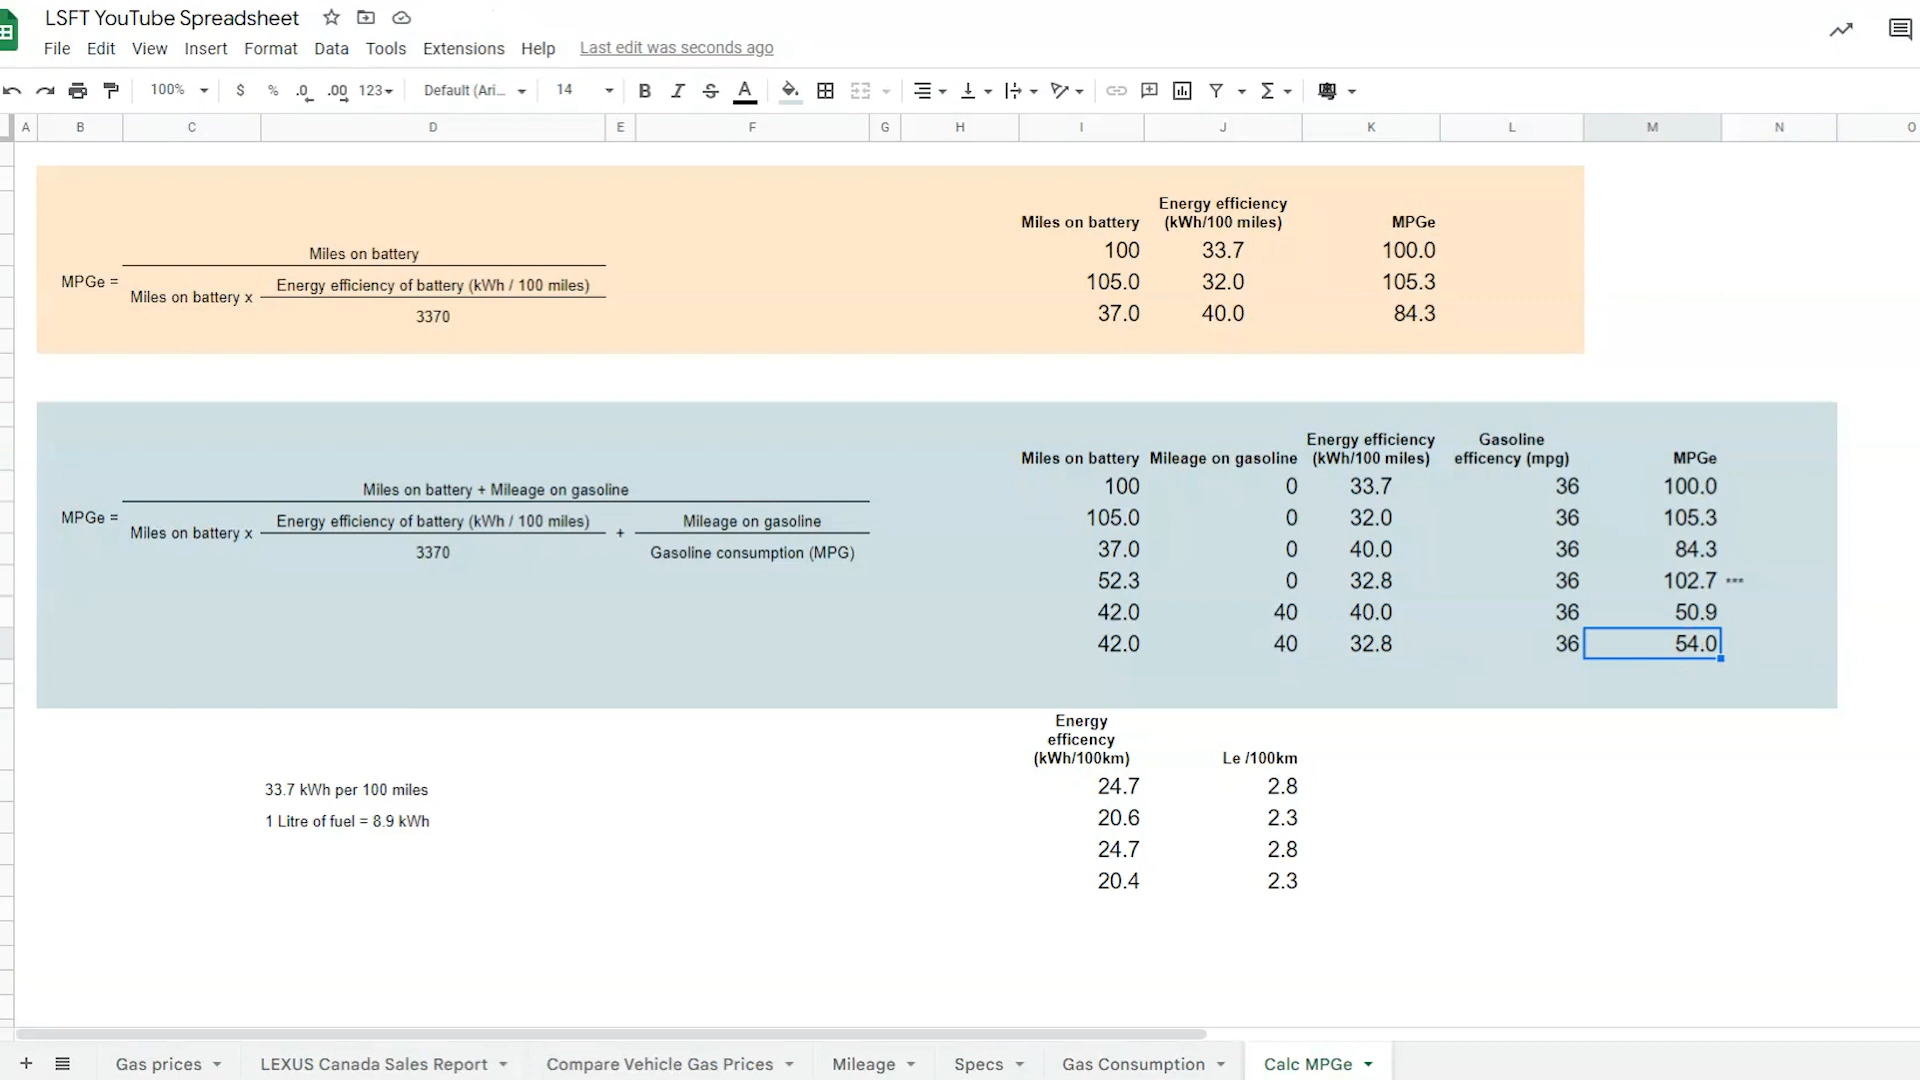 LSFT YouTube Spreadsheet
File Edit View Insert Format Data Tools Extensions Help Last edit was seconds ago
100% $ % .0 .00 123 Default (Ari... 14 B I S A
A B C D E F G H I J K L M N O
Energy efficiency
Miles on battery (kWh/100 miles) MPGe
Miles on battery 100 33.7 100.0
MPGe = Miles on battery x Energy efficiency of battery (kWh / 100 miles) 105.0 32.0 105.3
3370 37.0 40.0 84.3
Energy efficiency Gasoline
Miles on battery Mileage on gasoline (kWh/100 miles) efficency (mpg) MPGe
Miles on battery + Mileage on gasoline 100 0 33.7 36 100.0
MPGe = Miles on battery x Energy efficiency of battery (kWh / 100 miles) + Mileage on gasoline 105.0 0 32.0 36 105.3
3370 Gasoline consumption (MPG) 37.0 0 40.0 36 84.3
52.3 0 32.8 36 102.7 ***
42.0 40 40.0 36 50.9
42.0 40 32.8 36 54.0
Energy
efficency
(kWh/100km) Le /100km
33.7 kWh per 100 miles 24.7 2.8
1 Litre of fuel = 8.9 kWh 20.6 2.3
24.7 2.8
20.4 2.3
+ Gas prices LEXUS Canada Sales Report Compare Vehicle Gas Prices Mileage Specs Gas Consumption Calc MPGe